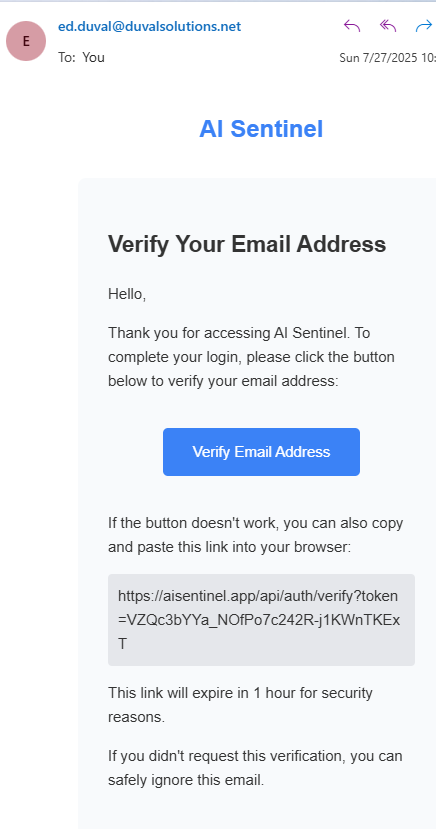 ed.duval@duvalsolutions.net
E
To: You
Sun 7/27/2025 10:
AI Sentinel
Verify Your Email Address
Hello,
Thank you for accessing AI Sentinel. To
complete your login, please click the button
below to verify your email address:
Verify Email Address
If the button doesn't work, you can also copy
and paste this link into your browser:
https://aisentinel.app/api/auth/verify?token
=VZQc3bYYa_NOfPo7c242R-j1KWnTKEx
T
This link will expire in 1 hour for security
reasons.
If you didn't request this verification, you can
safely ignore this email.